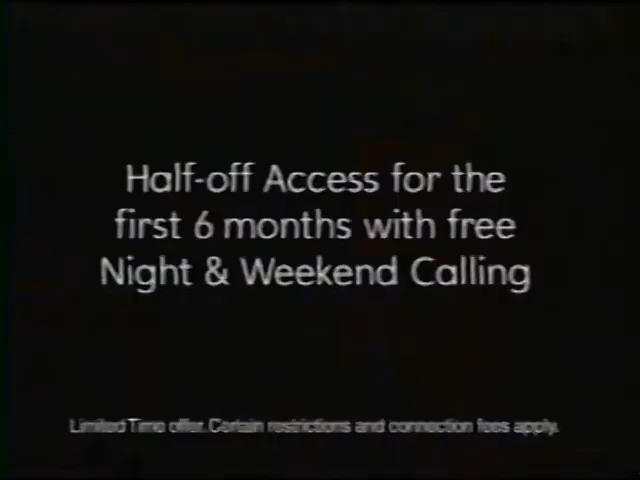 Half-off Access for the
first 6 months with free
Night & Weekend Calling
Limited Time offer. Certain restrictions and connection fees apply.